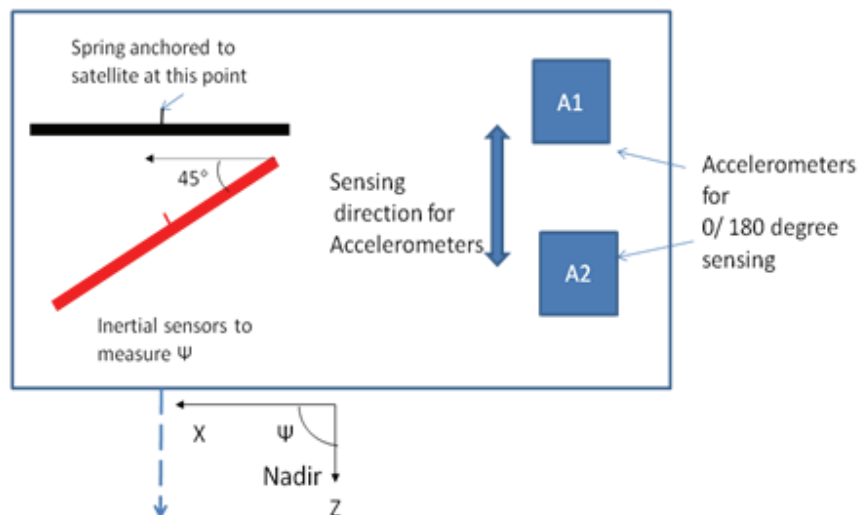 Spring anchored to
satellite at this point
A1
45°
Sensing
direction for
Accelerometers
Accelerometers
for
0/ 180 degree
sensing
A2
Inertial sensors to
measure Ψ
X
Ψ
Nadir
Z